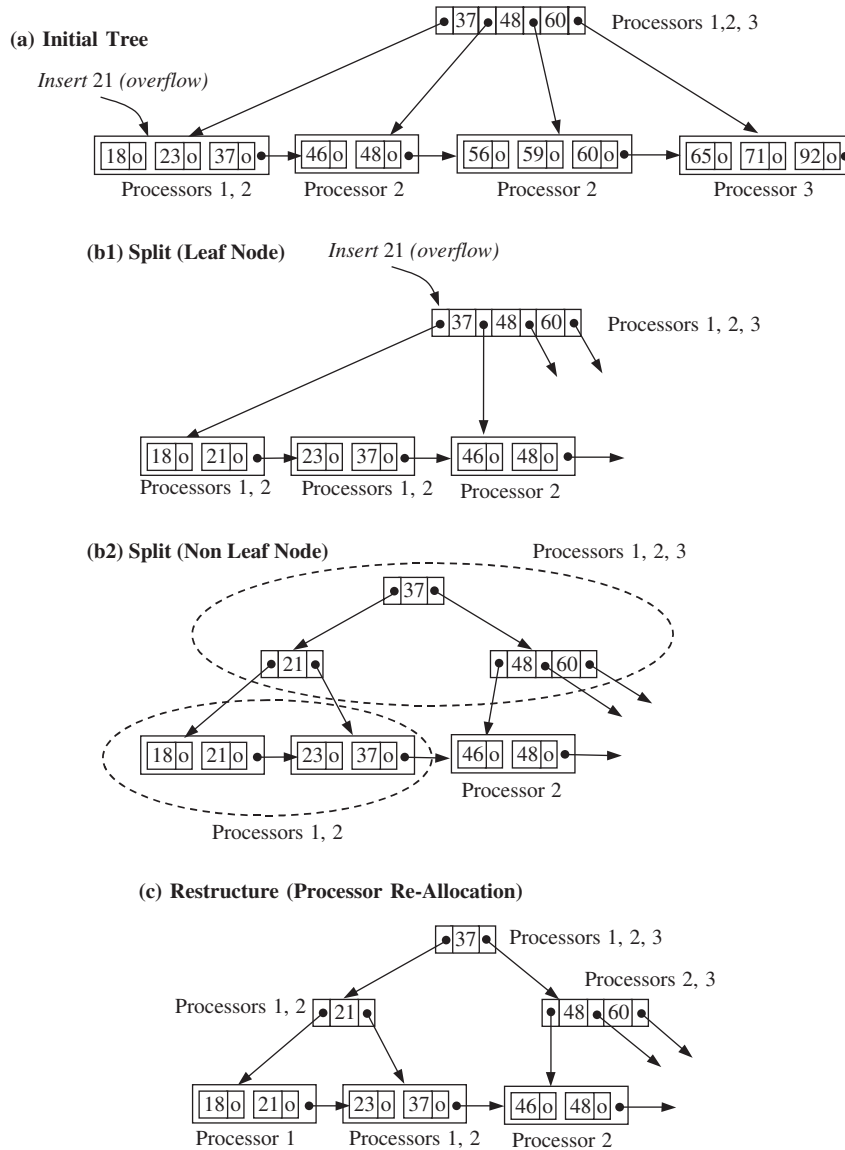 (a) Initial Tree
37 48 60
Processors 1,2, 3
Insert 21 (overflow)
18 o 23 o 37 o 46 o 48 o 56 o 59 o 60 o 65 o 71 o 92 o
Processors 1, 2 Processor 2 Processor 2 Processor 3
(b1) Split (Leaf Node)
Insert 21 (overflow)
37 48 60
Processors 1, 2, 3
18 o 21 o 23 o 37 o 46 o 48 o
Processors 1, 2 Processors 1, 2 Processor 2
(b2) Split (Non Leaf Node)
Processors 1, 2, 3
37
21 48 60
18 o 21 o 23 o 37 o 46 o 48 o
Processor 2
Processors 1, 2
(c) Restructure (Processor Re-Allocation)
37
Processors 1, 2, 3
Processors 2, 3
Processors 1, 2
21 48 60
18 o 21 o 23 o 37 o 46 o 48 o
Processor 1 Processors 1, 2 Processor 2